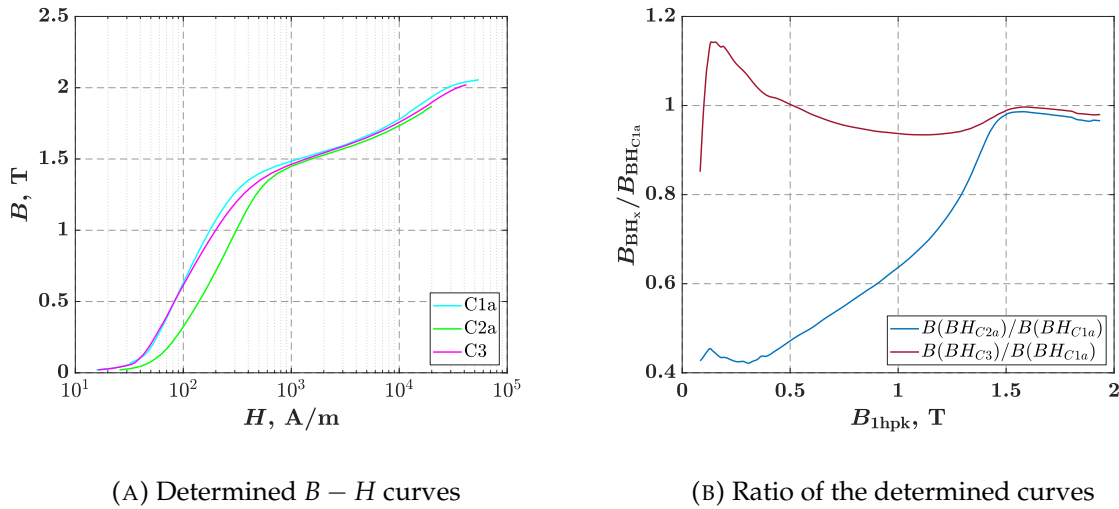 2.5
2
1.5
1
0.5
0
10^1
10^2
10^3
10^4
10^5
B, T
H, A/m
C1a
C2a
C3
1.2
1
0.8
0.6
0.4
0
0.5
1
1.5
2
B_BH_x/B_BH_C1a
B_1hpk, T
B(BH_C2a)/B(BH_C1a)
B(BH_C3)/B(BH_C1a)
(A) Determined B − H curves
(B) Ratio of the determined curves